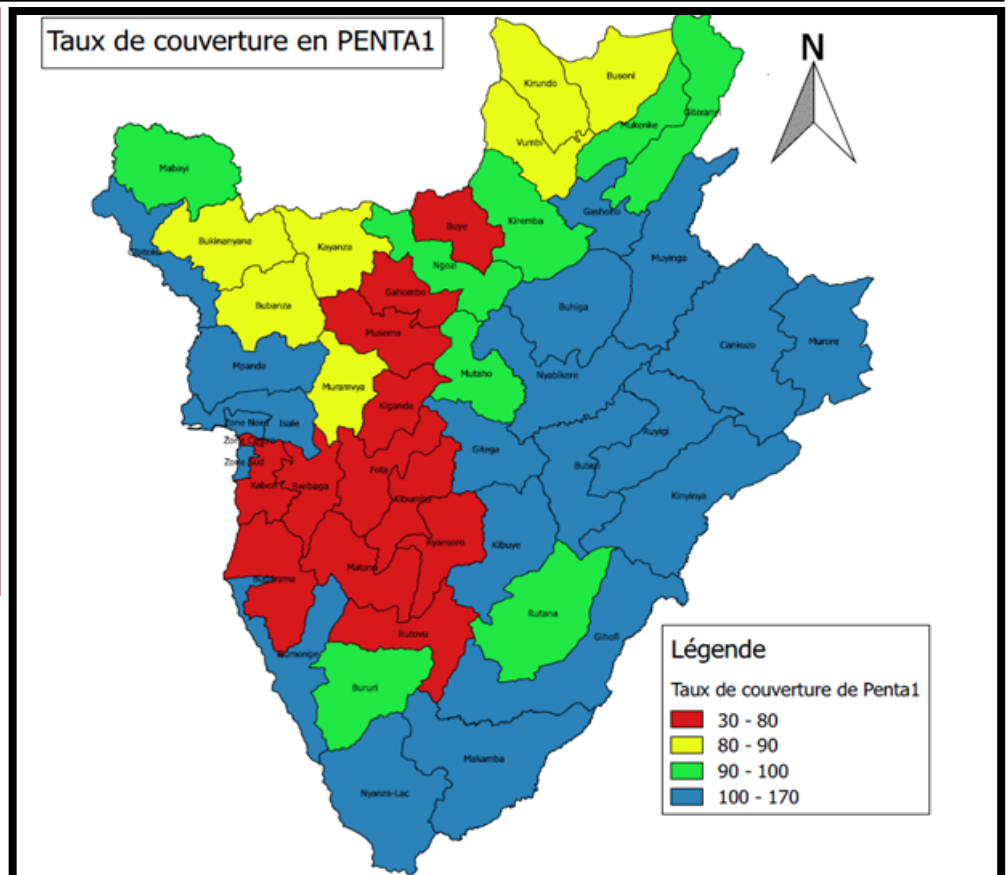 Taux de couverture en PENTA1
N
Kirundo
Busoni
Vumbi
Mukenke
Giteranyi
Mabayi
Kiremba
Gashoho
Buye
Bukinanyana
Kayanza
Ngozi
Muyinga
Cibitoke
Gahombo
Bubanza
Buhiga
Musema
Cankuzo
Murore
Mpanda
Muramvya
Mutaho
Nyabikere
Kiganda
Zone Nord
Isale
Zone Centre
Gitega
Ruyigi
Zone Sud
Fota
Butezi
Kabezi
Rwibaga
Kibumbu
Kinyinya
Ryansoro
Kibuye
Matana
Rutana
Rutovu
Gihofi
Bururi
Makamba
Nyanza-Lac
Légende
Taux de couverture de Penta1
30 - 80
80 - 90
90 - 100
100 - 170